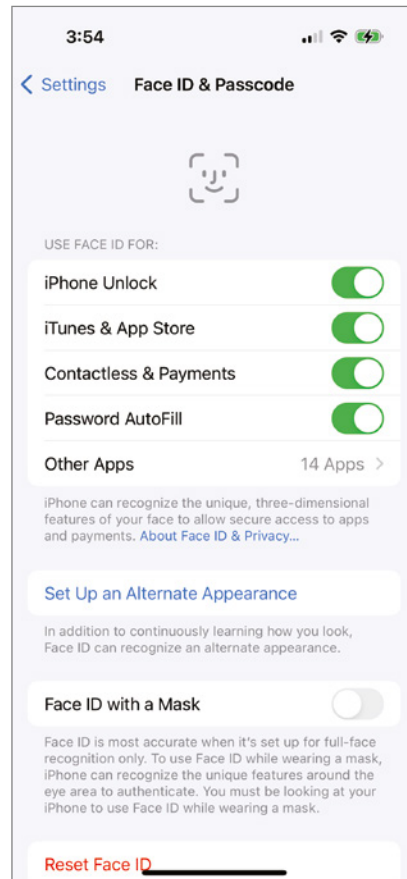 3:54
Settings Face ID & Passcode
USE FACE ID FOR:
iPhone Unlock
iTunes & App Store
Contactless & Payments
Password AutoFill
Other Apps 14 Apps >
iPhone can recognize the unique, three-dimensional
features of your face to allow secure access to apps
and payments. About Face ID & Privacy...
Set Up an Alternate Appearance
In addition to continuously learning how you look,
Face ID can recognize an alternate appearance.
Face ID with a Mask
Face ID is most accurate when it's set up for full-face
recognition only. To use Face ID while wearing a mask,
iPhone can recognize the unique features around the
eye area to authenticate. You must be looking at your
iPhone to use Face ID while wearing a mask.
Reset Face ID